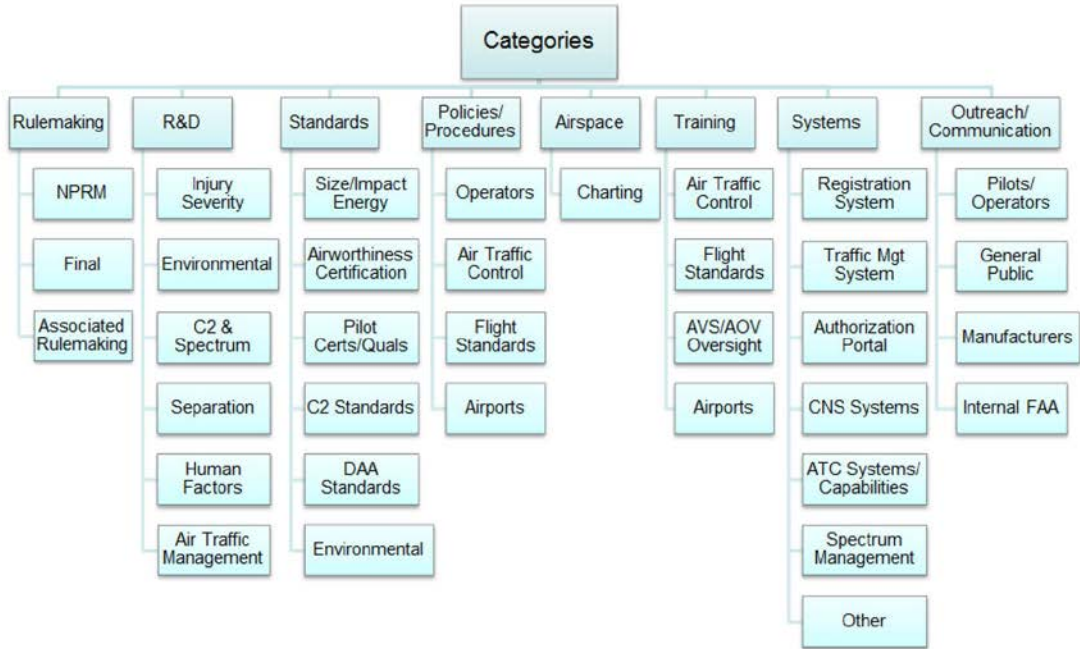 Categories
Rulemaking
NPRM
Final
Associated
Rulemaking
R&D
Injury
Severity
Environmental
C2 &
Spectrum
Separation
Human
Factors
Air Traffic
Management
Standards
Size/Impact
Energy
Airworthiness
Certification
Pilot
Certs/Quals
C2 Standards
DAA
Standards
Environmental
Policies/
Procedures
Operators
Air Traffic
Control
Flight
Standards
Airports
Airspace
Charting
Training
Air Traffic
Control
Flight
Standards
AVS/AOV
Oversight
Airports
Systems
Registration
System
Traffic Mgt
System
Authorization
Portal
CNS Systems
ATC Systems/
Capabilities
Spectrum
Management
Other
Outreach/
Communication
Pilots/
Operators
General
Public
Manufacturers
Internal FAA